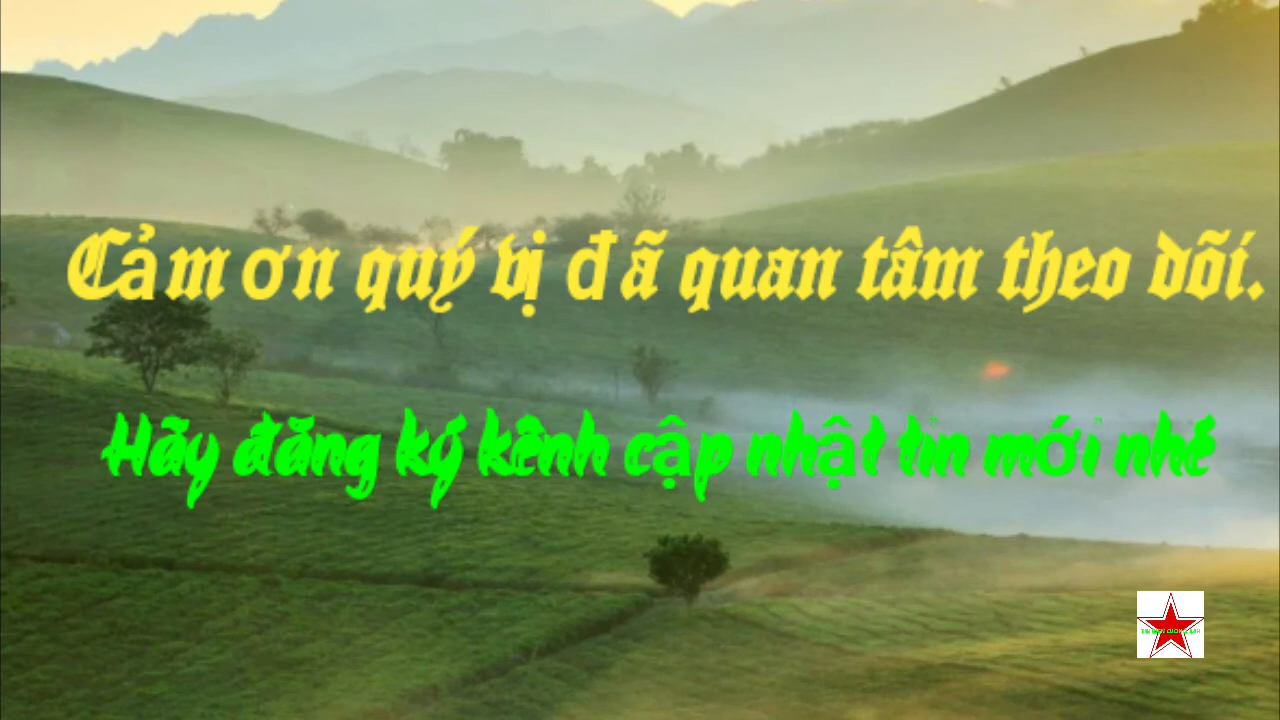 Cảm ơn quý vị đã quan tâm theo dõi.
Hãy đăng ký kênh cập nhật tin mới nhé